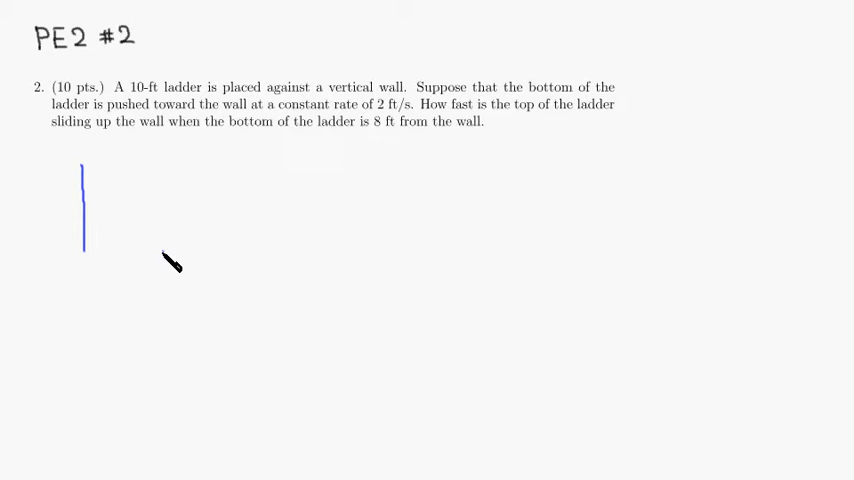 PE2 #2
2. (10 pts.) A 10-ft ladder is placed against a vertical wall. Suppose that the bottom of the
ladder is pushed toward the wall at a constant rate of 2 ft/s. How fast is the top of the ladder
sliding up the wall when the bottom of the ladder is 8 ft from the wall.